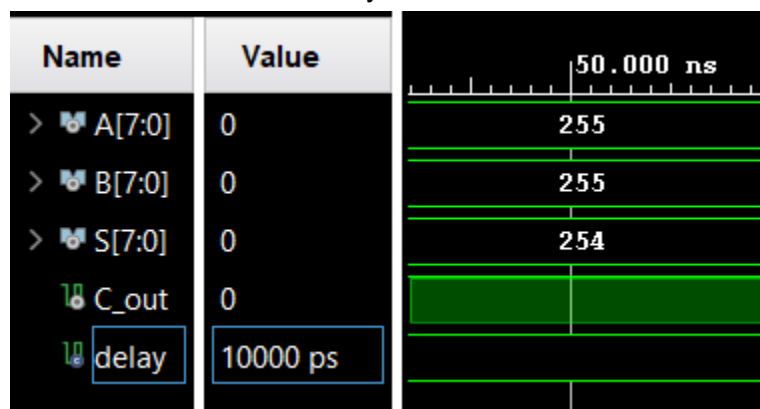 Name Value 50.000 ns
A[7:0] 0 255
B[7:0] 0 255
S[7:0] 0 254
C_out 0
delay 10000 ps